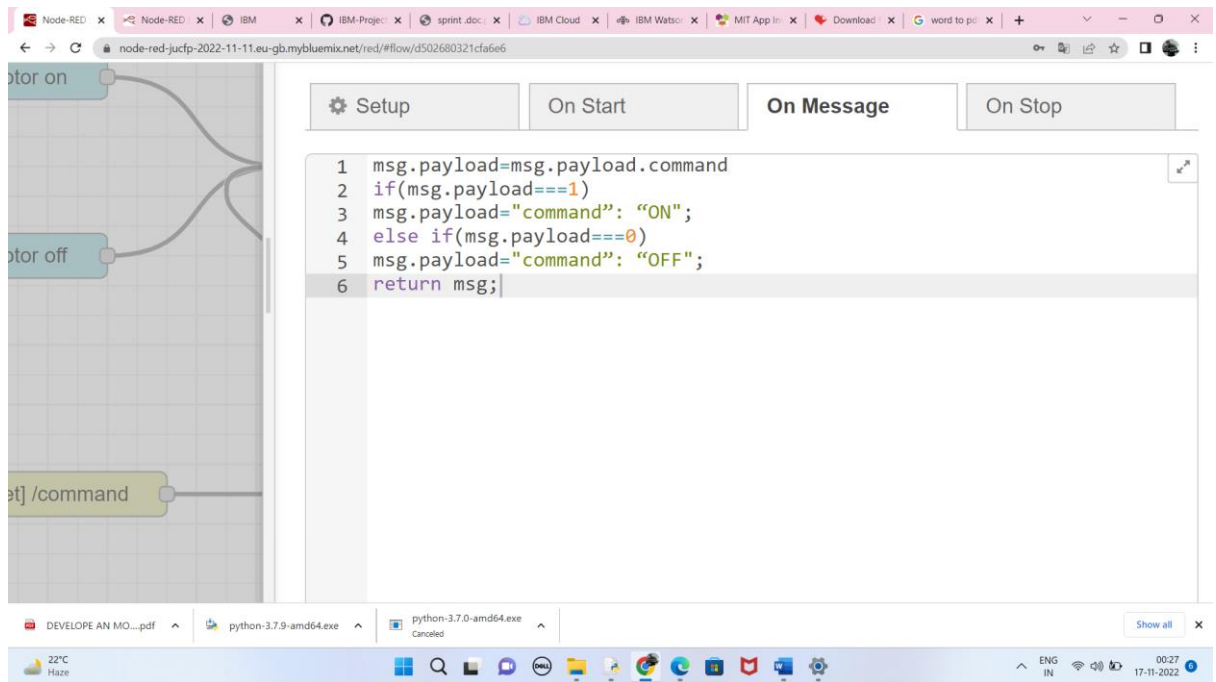 Node-RED
Node-RED
IBM
IBM-Project
sprint .doc
IBM Cloud
IBM Watson
MIT App In
Download
word to pd
node-red-jucfp-2022-11-11.eu-gb.mybluemix.net/red/#flow/d502680321cfa6e6
otor on
otor off
et] /command
Setup
On Start
On Message
On Stop
1 msg.payload=msg.payload.command
2 if(msg.payload===1)
3 msg.payload="command”: “ON";
4 else if(msg.payload===0)
5 msg.payload="command”: “OFF";
6 return msg;
DEVELOPE AN MO....pdf
python-3.7.9-amd64.exe
python-3.7.0-amd64.exe
Canceled
Show all
22°C
Haze
DELL
ENG
IN
00:27
17-11-2022
6